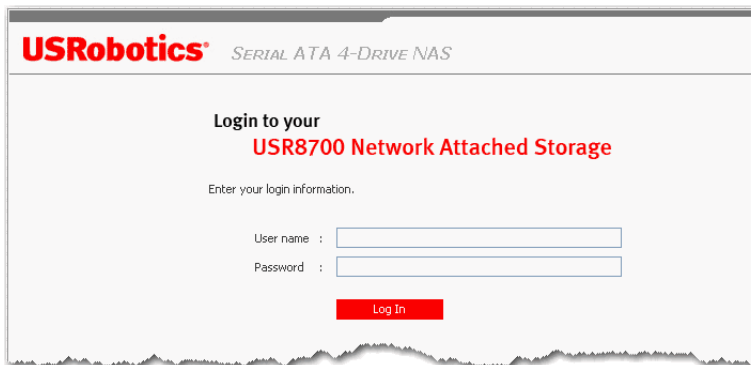 USRobotics® SERIAL ATA 4-DRIVE NAS
Login to your
USR8700 Network Attached Storage
Enter your login information.
User name :
Password :
Log In